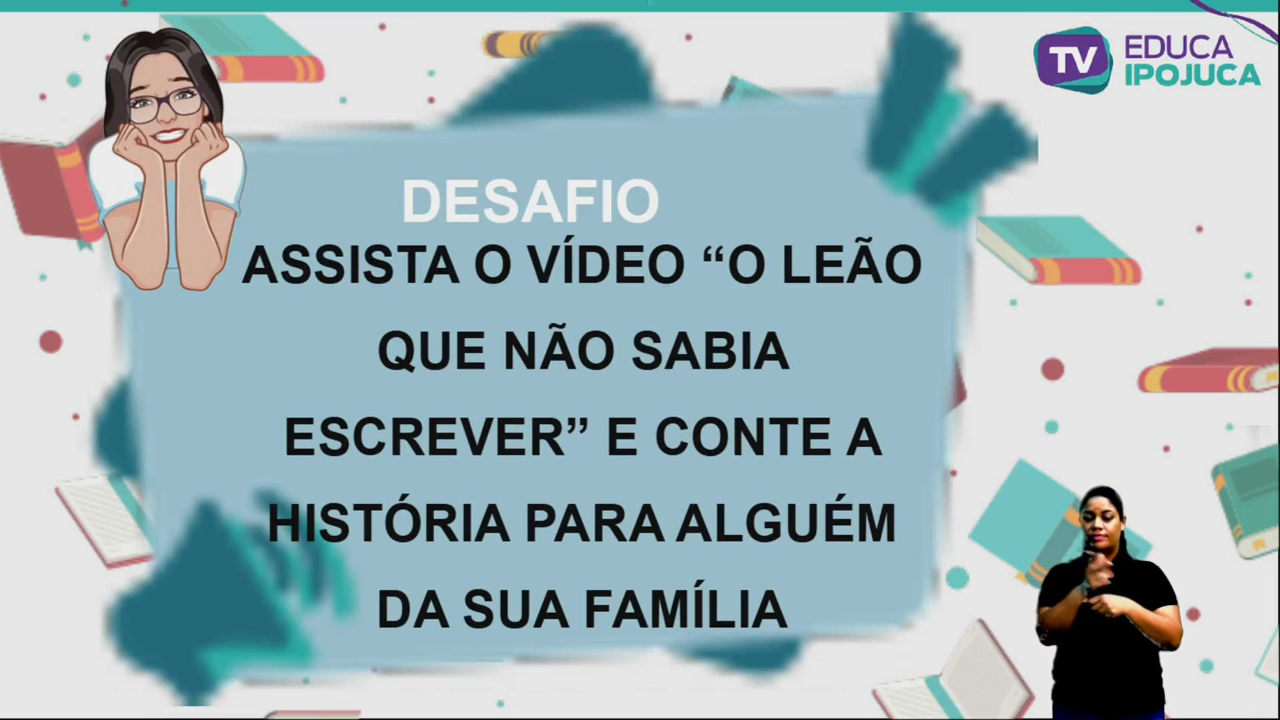 TV EDUCA
IPOJUCA
DESAFIO
ASSISTA O VÍDEO “O LEÃO
QUE NÃO SABIA
ESCREVER” E CONTE A
HISTÓRIA PARA ALGUÉM
DA SUA FAMÍLIA